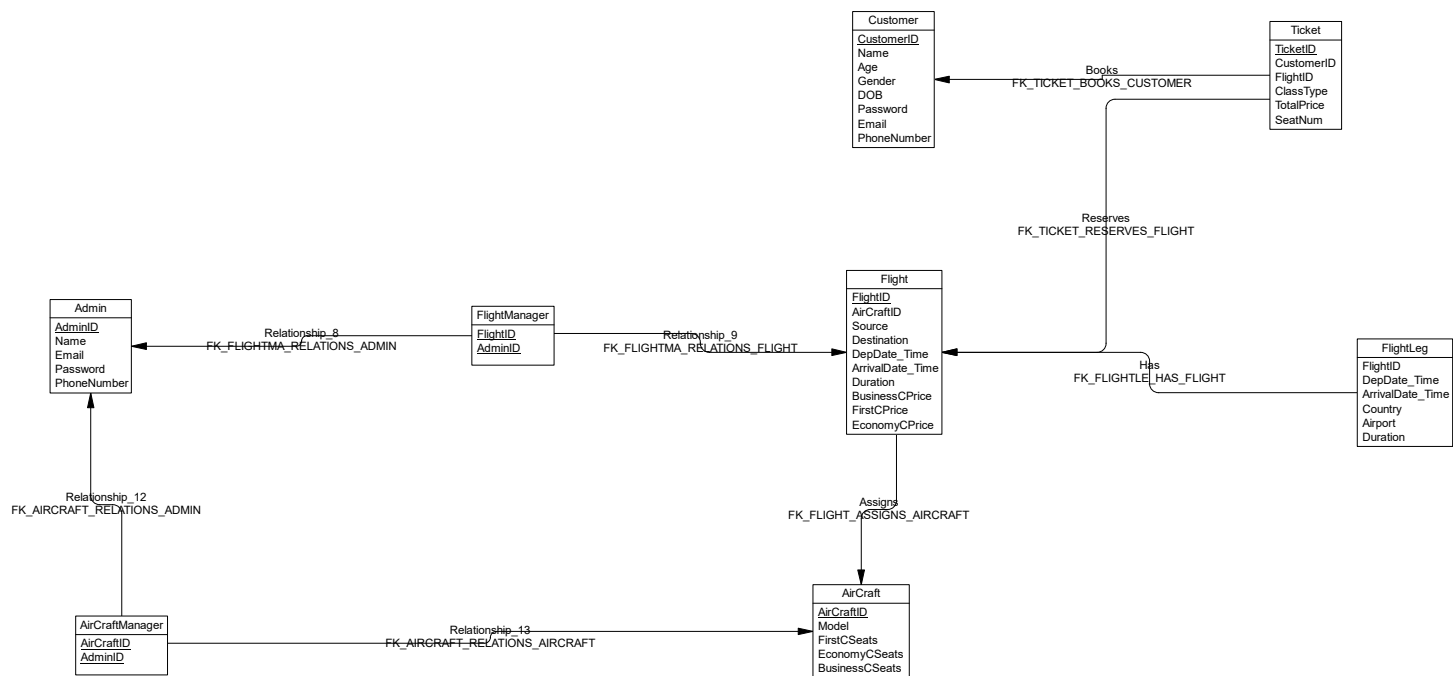 Customer
CustomerID
Name
Age
Gender
DOB
Password
Email
PhoneNumber
Ticket
TicketID
CustomerID
FlightID
ClassType
TotalPrice
SeatNum
Books
FK_TICKET_BOOKS_CUSTOMER
Reserves
FK_TICKET_RESERVES_FLIGHT
Admin
AdminID
Name
Email
Password
PhoneNumber
Relationship_8
FK_FLIGHTMA_RELATIONS_ADMIN
FlightManager
FlightID
AdminID
Relationship_9
FK_FLIGHTMA_RELATIONS_FLIGHT
Flight
FlightID
AirCraftID
Source
Destination
DepDate_Time
ArrivalDate_Time
Duration
BusinessCPrice
FirstCPrice
EconomyCPrice
Has
FK_FLIGHTLE_HAS_FLIGHT
FlightLeg
FlightID
DepDate_Time
ArrivalDate_Time
Country
Airport
Duration
Relationship_12
FK_AIRCRAFT_RELATIONS_ADMIN
Assigns
FK_FLIGHT_ASSIGNS_AIRCRAFT
AirCraftManager
AirCraftID
AdminID
Relationship_13
FK_AIRCRAFT_RELATIONS_AIRCRAFT
AirCraft
AirCraftID
Model
FirstCSeats
EconomyCSeats
BusinessCSeats